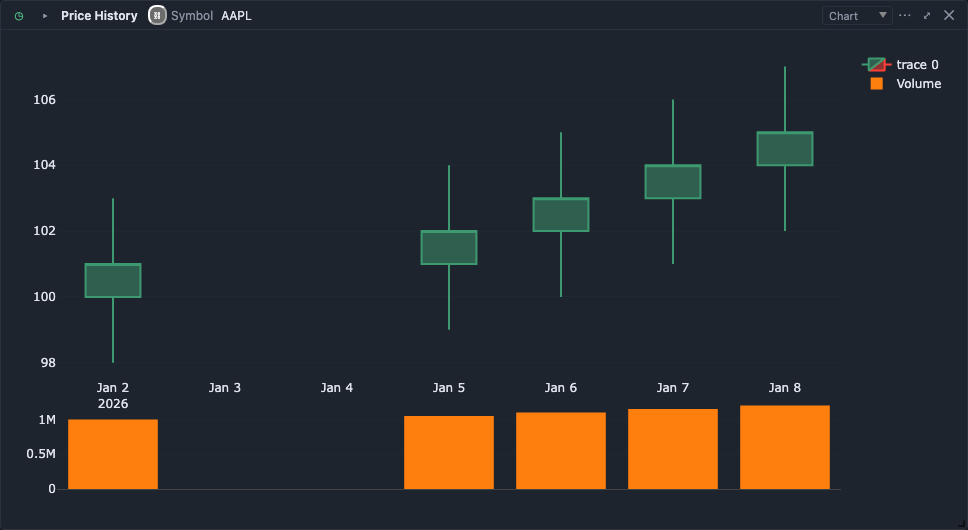 Price History Symbol AAPL Chart
trace 0
Volume
106
104
102
100
98
Jan 2 Jan 3 Jan 4 Jan 5 Jan 6 Jan 7 Jan 8
2026
1M
0.5M
0